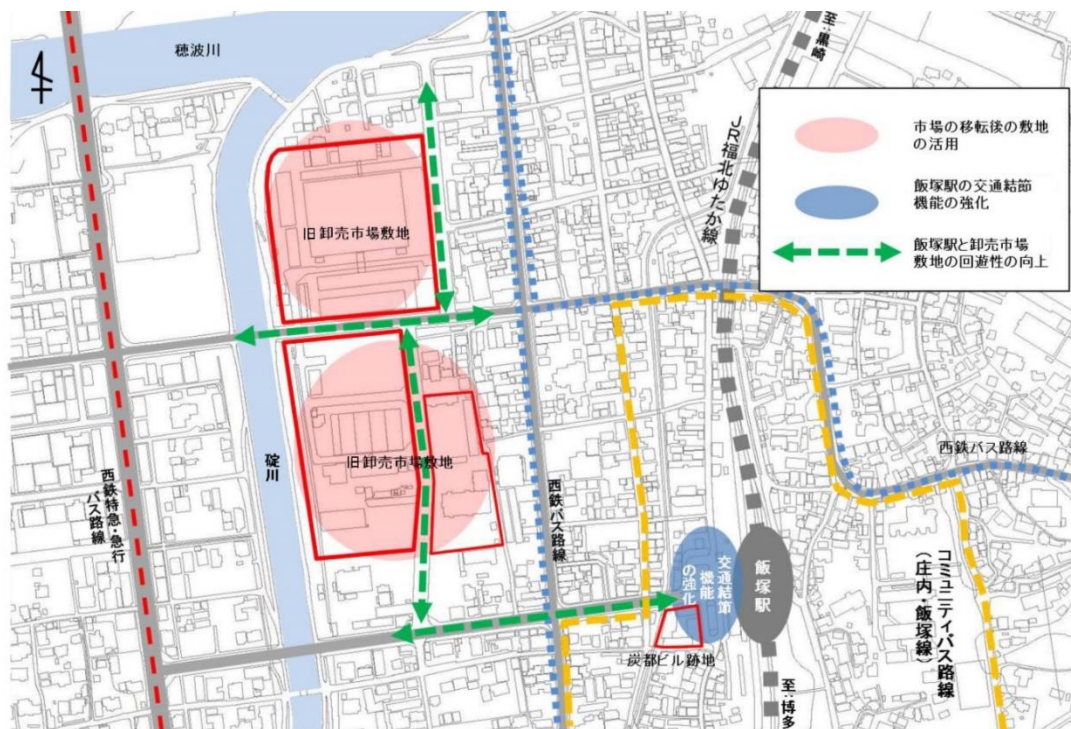 穂波川
至:黒崎
JR福北ゆたか線
市場の移転後の敷地
の活用
飯塚駅の交通結節
機能の強化
飯塚駅と卸売市場
敷地の回遊性の向上
旧卸売市場敷地
旧卸売市場敷地
碇川
西鉄特急・急行
バス路線
西鉄バス路線
西鉄バス路線
交通結節
機能
の強化
飯塚駅
炭都ビル跡地
コミュニティバス路線
(庄内・飯塚線)
至:博多